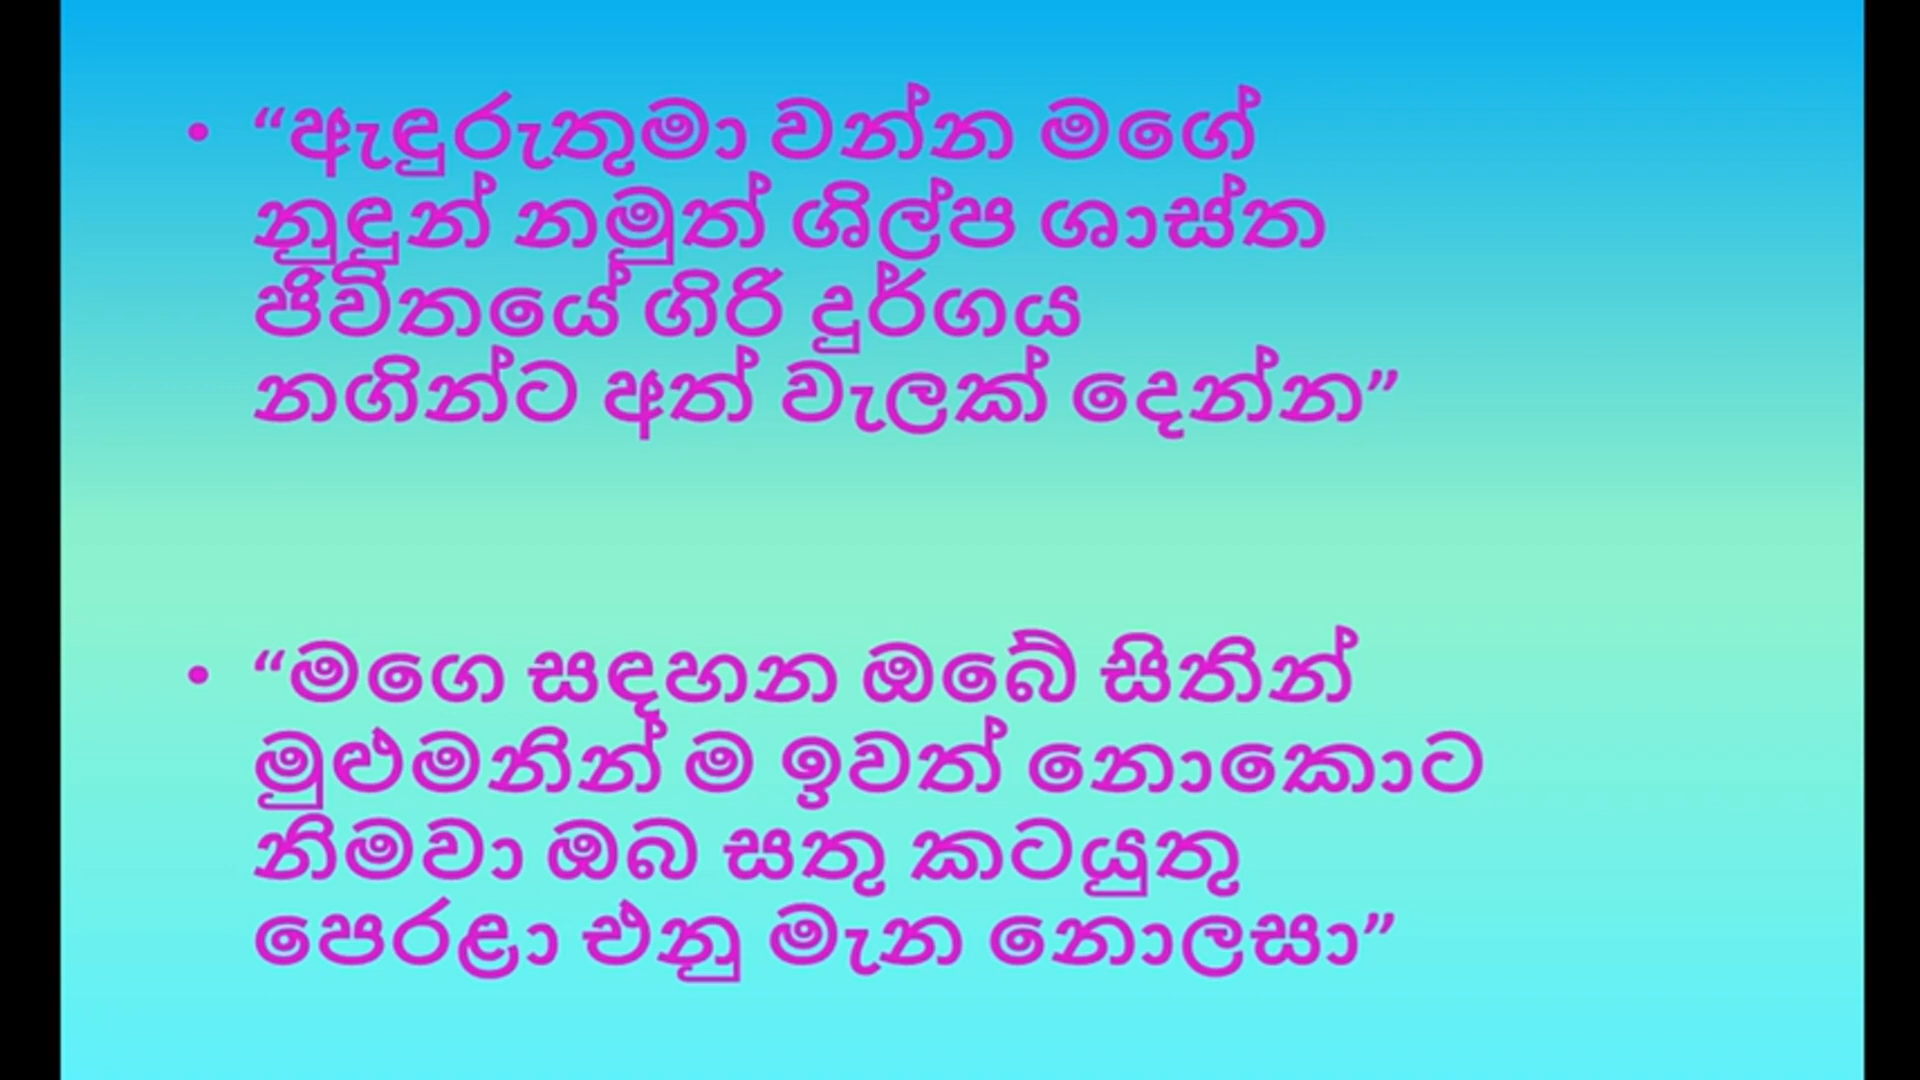 • “ඇඳුරුතුමා වන්න මගේ
නුඳුන් නමුත් ශිල්ප ශාස්ත
ජිවිතයේ ගිරි දුර්ගය
නගින්ට අත් වැලක් දෙන්න”
• “මගෙ සඳහන ඔබේ සිතින්
මුළුමනින් ම ඉවත් නොකොට
නිමවා ඔබ සතු කටයුතු
පෙරළා එනු මැන නොලසා”